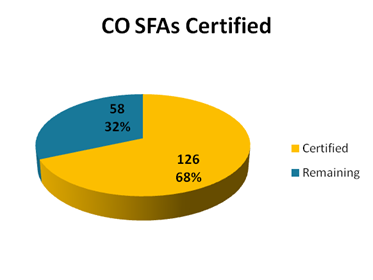 CO SFAs Certified
58
32%
126
68%
Certified
Remaining